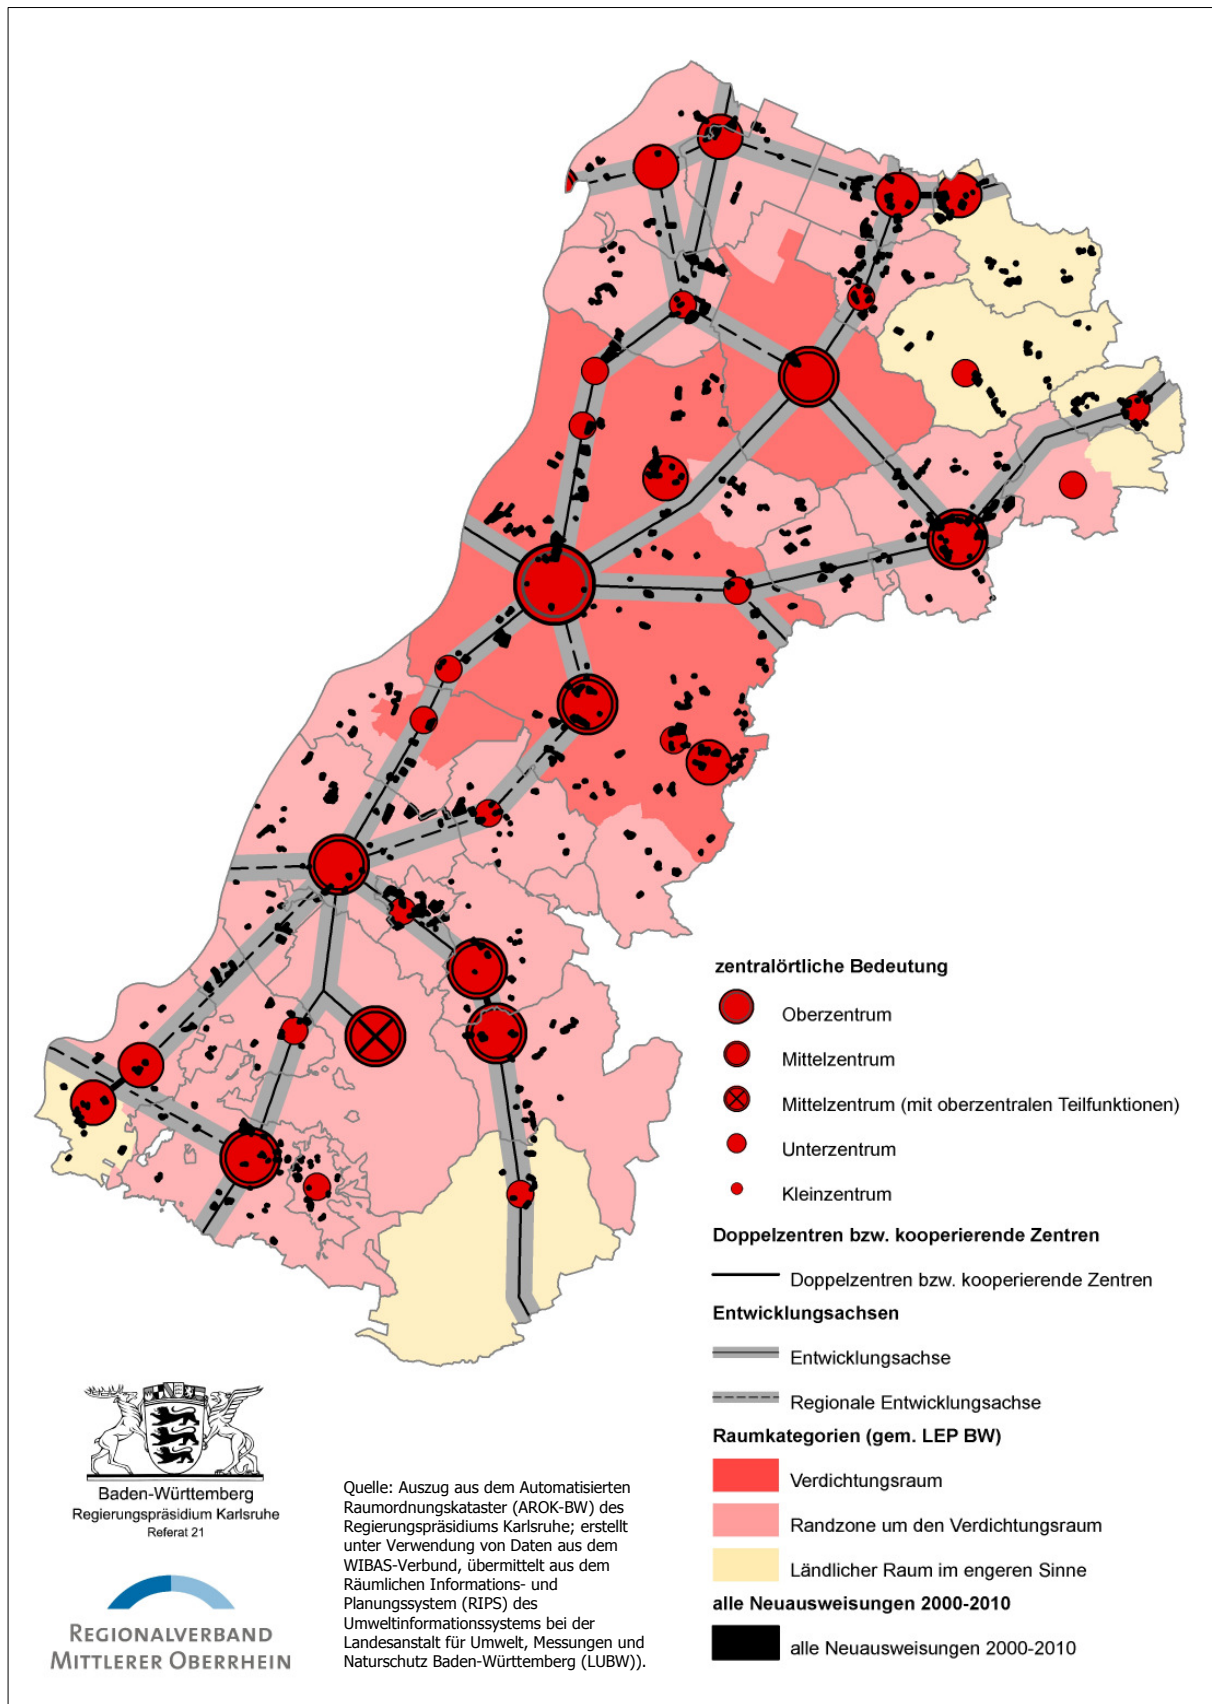 zentralörtliche Bedeutung
Oberzentrum
Mittelzentrum
Mittelzentrum (mit oberzentralen Teilfunktionen)
Unterzentrum
Kleinzentrum
Doppelzentren bzw. kooperierende Zentren
Doppelzentren bzw. kooperierende Zentren
Entwicklungsachsen
Entwicklungsachse
Regionale Entwicklungsachse
Raumkategorien (gem. LEP BW)
Verdichtungsraum
Randzone um den Verdichtungsraum
Ländlicher Raum im engeren Sinne
alle Neuausweisungen 2000-2010
alle Neuausweisungen 2000-2010
Baden-Württemberg
Regierungspräsidium Karlsruhe
Referat 21
REGIONALVERBAND
MITTLERER OBERRHEIN
Quelle: Auszug aus dem Automatisierten
Raumordnungskataster (AROK-BW) des
Regierungspräsidiums Karlsruhe; erstellt
unter Verwendung von Daten aus dem
WIBAS-Verbund, übermittelt aus dem
Räumlichen Informations- und
Planungssystem (RIPS) des
Umweltinformationssystems bei der
Landesanstalt für Umwelt, Messungen und
Naturschutz Baden-Württemberg (LUBW)).